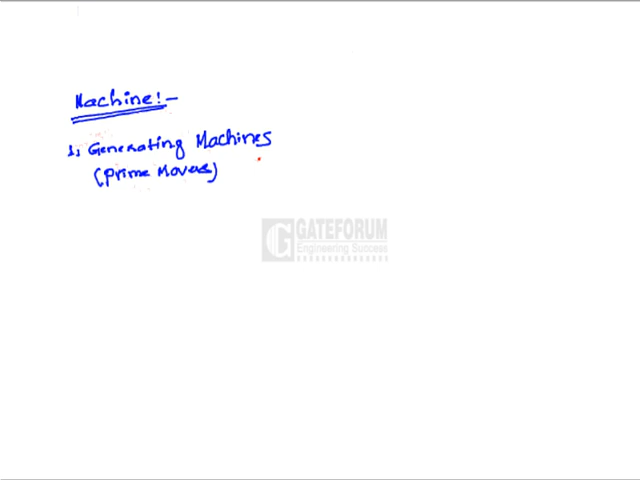 Machine:-
1, Generating Machines
(Prime Movers)
GATEFORUM
Engineering Success